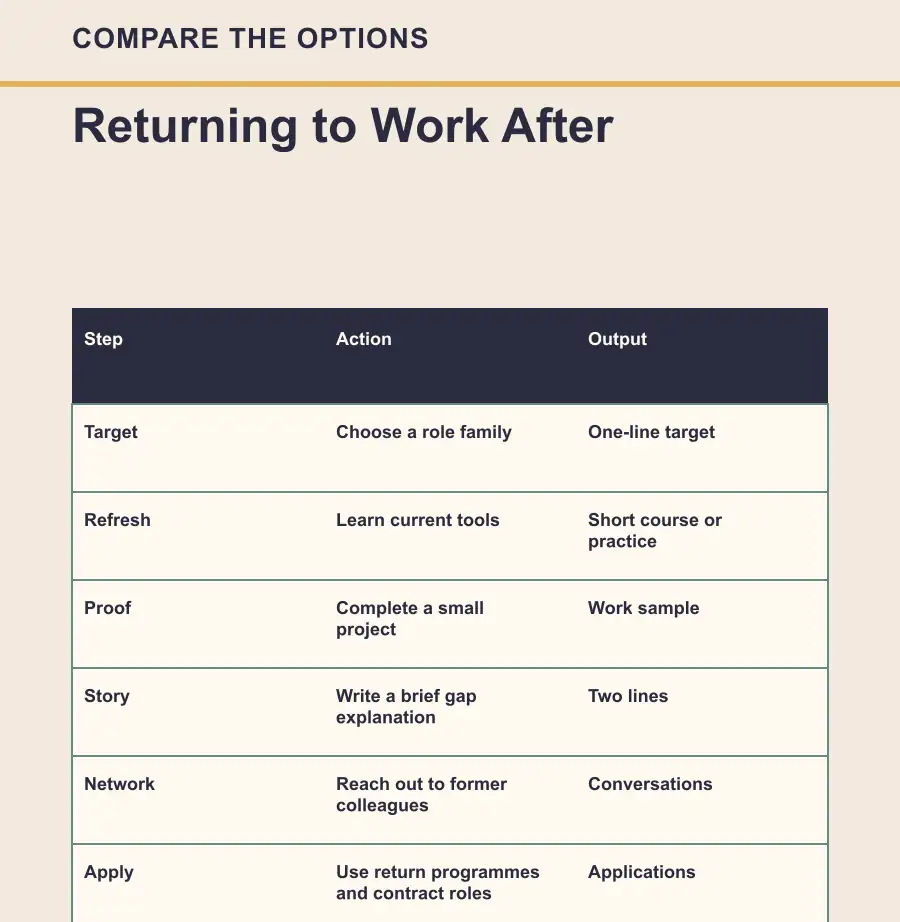 COMPARE THE OPTIONS
Returning to Work After
Step Action Output
Target Choose a role family One-line target
Refresh Learn current tools Short course or
practice
Proof Complete a small Work sample
project
Story Write a brief gap Two lines
explanation
Network Reach out to former Conversations
colleagues
Apply Use return programmes Applications
and contract roles